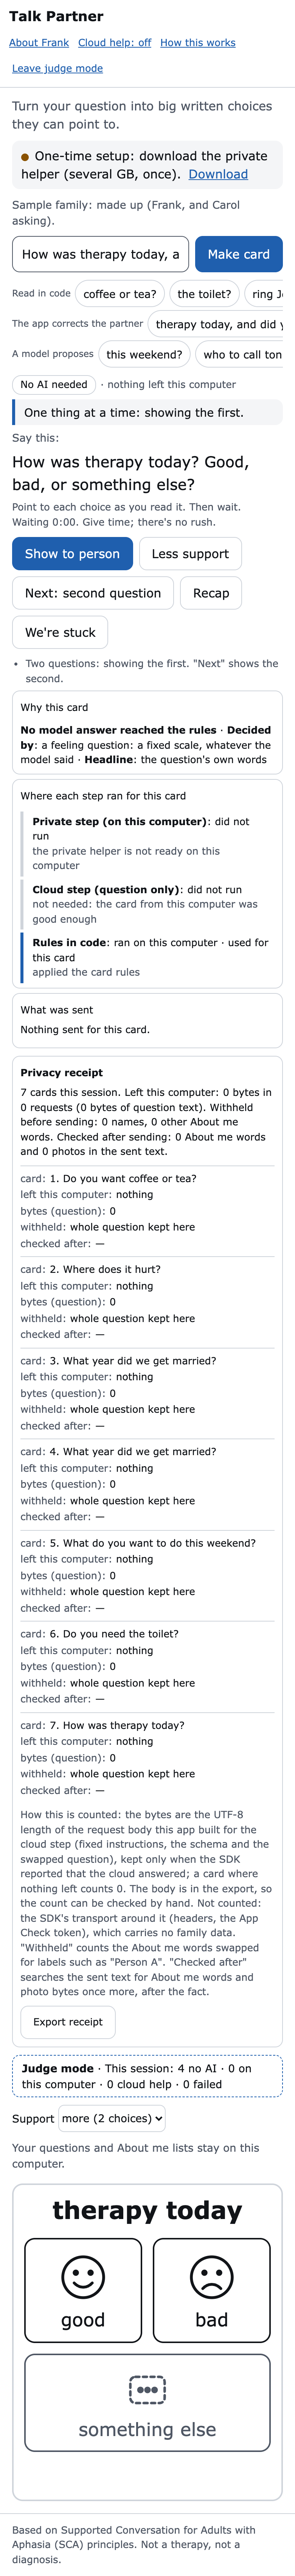 Talk Partner
About Frank Cloud help: off How this works
Leave judge mode
Turn your question into big written choices
they can point to.
One-time setup: download the private
helper (several GB, once). Download
Sample family: made up (Frank, and Carol
asking).
How was therapy today, a Make card
Read in code coffee or tea? the toilet?
The app corrects the partner therapy today, and did
A model proposes this weekend? who to call
No AI needed · nothing left this computer
One thing at a time: showing the first.
Say this:
How was therapy today? Good,
bad, or something else?
Point to each choice as you read it. Then wait.
Waiting 0:00. Give time; there's no rush.
Show to person Less support
Next: second question Recap
We're stuck
• Two questions: showing the first. "Next" shows the
second.
Why this card
No model answer reached the rules · Decided
by: a feeling question: a fixed scale, whatever the
model said · Headline: the question's own words
Where each step ran for this card
Private step (on this computer): did not
run
the private helper is not ready on this
computer
Cloud step (question only): did not run
not needed: the card from this computer was
good enough
Rules in code: ran on this computer · used for
this card
applied the card rules
What was sent
Nothing sent for this card.
Privacy receipt
7 cards this session. Left this computer: 0 bytes in
0 requests (0 bytes of question text). Withheld
before sending: 0 names, 0 other About me
words. Checked after sending: 0 About me words
and 0 photos in the sent text.
card: 1. Do you want coffee or tea?
left this computer: nothing
bytes (question): 0
withheld: whole question kept here
checked after: —
card: 2. Where does it hurt?
left this computer: nothing
bytes (question): 0
withheld: whole question kept here
checked after: —
card: 3. What year did we get married?
left this computer: nothing
bytes (question): 0
withheld: whole question kept here
checked after: —
card: 4. What year did we get married?
left this computer: nothing
bytes (question): 0
withheld: whole question kept here
checked after: —
card: 5. What do you want to do this weekend?
left this computer: nothing
bytes (question): 0
withheld: whole question kept here
checked after: —
card: 6. Do you need the toilet?
left this computer: nothing
bytes (question): 0
withheld: whole question kept here
checked after: —
card: 7. How was therapy today?
left this computer: nothing
bytes (question): 0
withheld: whole question kept here
checked after: —
How this is counted: the bytes are the UTF-8
length of the request body this app built for the
cloud step (fixed instructions, the schema and the
swapped question), kept only when the SDK
reported that the cloud answered; a card where
nothing left counts 0. The body is in the export, so
the count can be checked by hand. Not counted:
the SDK's transport around it (headers, the App
Check token), which carries no family data.
"Withheld" counts the About me words swapped
for labels such as "Person A". "Checked after"
searches the sent text for About me words and
photo bytes once more, after the fact.
Export receipt
Judge mode · This session: 4 no AI · 0 on
this computer · 0 cloud help · 0 failed
Support more (2 choices)
Your questions and About me lists stay on this
computer.
therapy today
good bad
something else
Based on Supported Conversation for Adults with
Aphasia (SCA) principles. Not a therapy, not a
diagnosis.